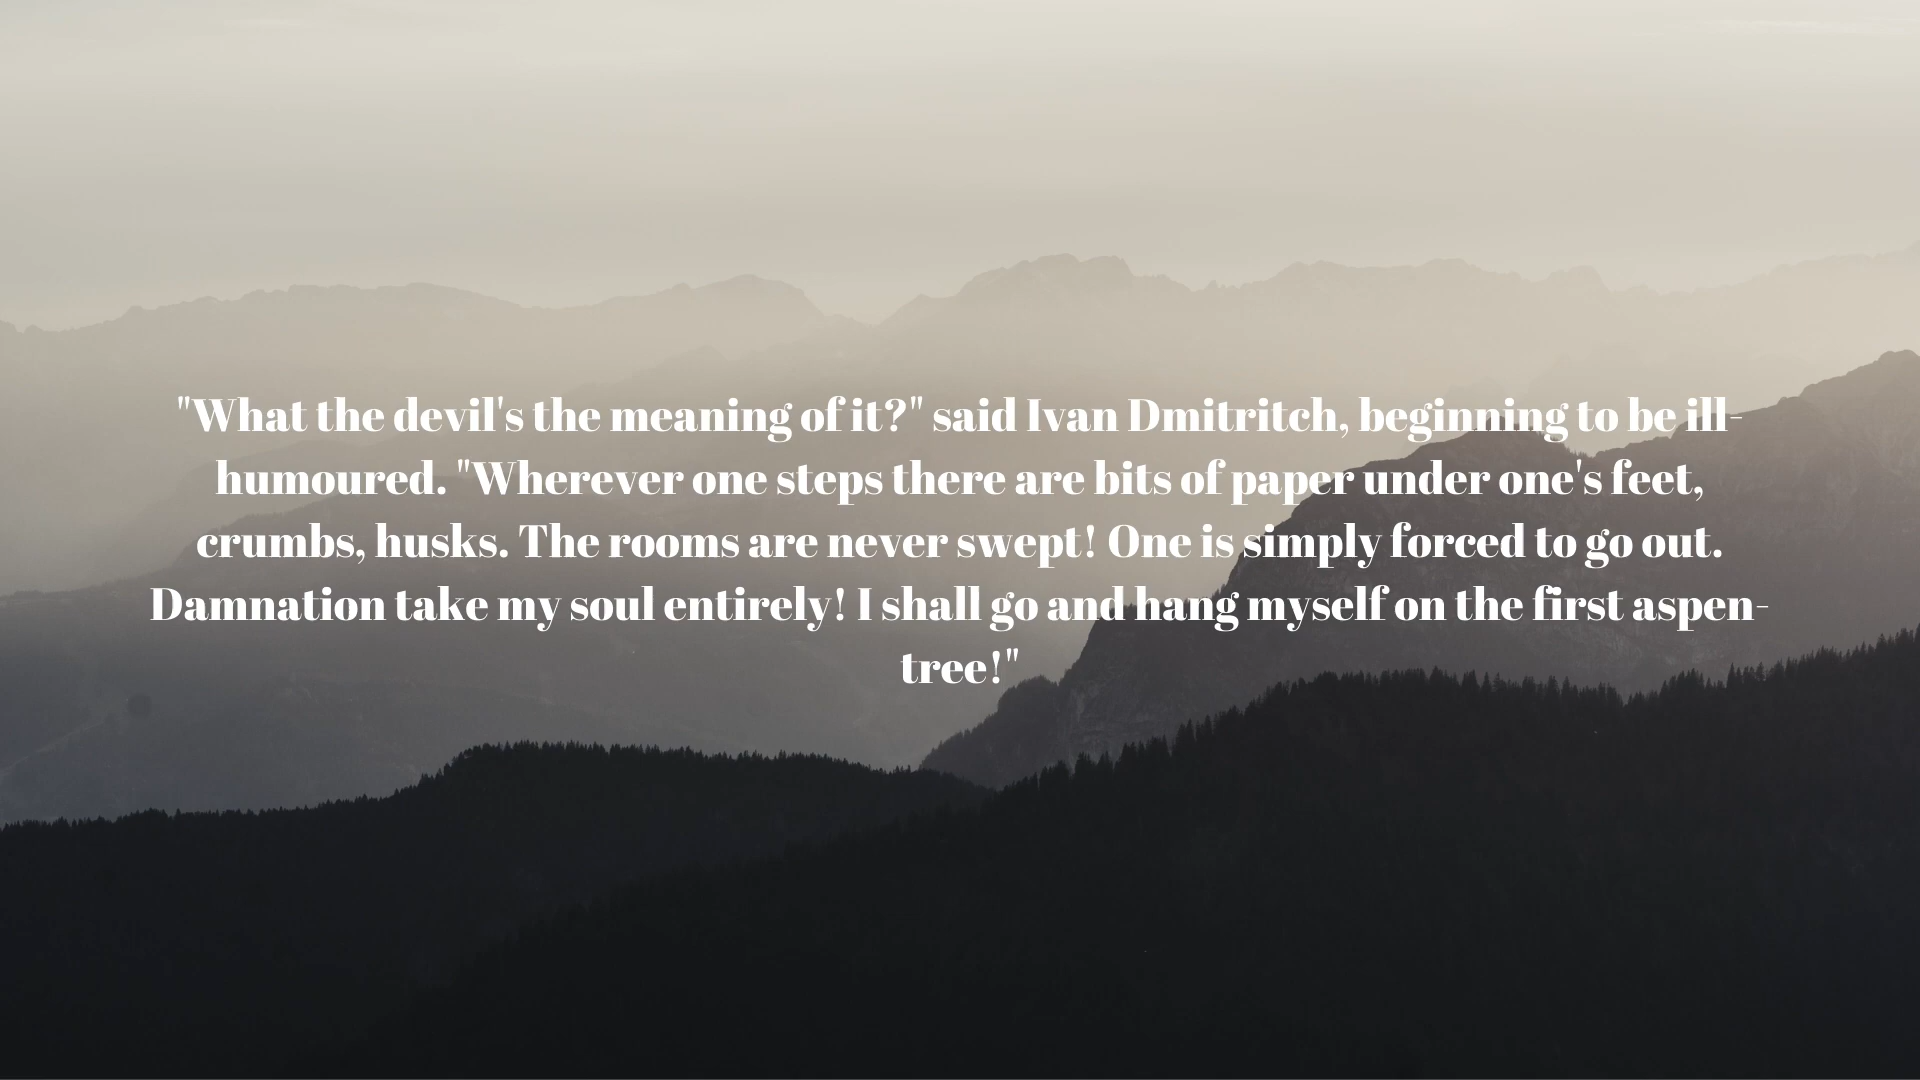 "What the devil's the meaning of it?" said Ivan Dmitritch, beginning to be ill-
humoured. "Wherever one steps there are bits of paper under one's feet,
crumbs, husks. The rooms are never swept! One is simply forced to go out.
Damnation take my soul entirely! I shall go and hang myself on the first aspen-
tree!"